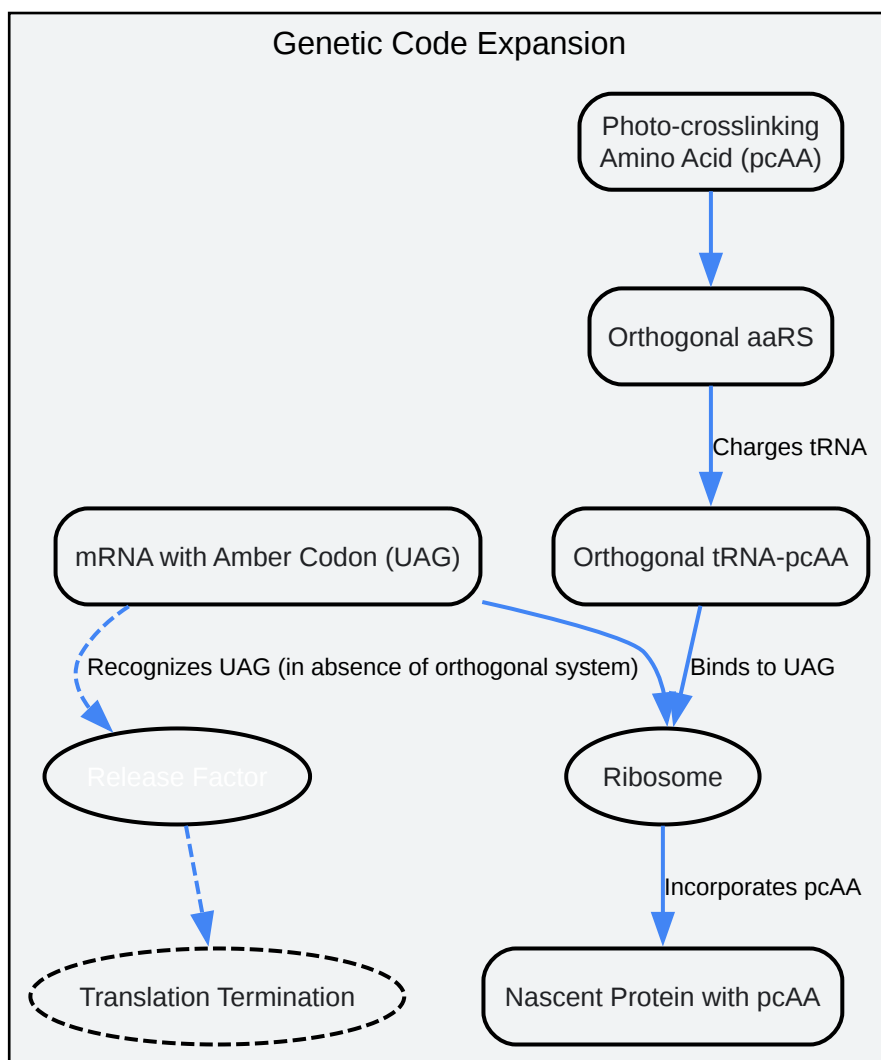 Genetic Code Expansion
Photo-crosslinking
Amino Acid (pcAA)
Orthogonal aaRS
Charges tRNA
mRNA with Amber Codon (UAG)
Orthogonal tRNA-pcAA
Recognizes UAG (in absence of orthogonal system)
Binds to UAG
Release Factor
Ribosome
Incorporates pcAA
Translation Termination
Nascent Protein with pcAA